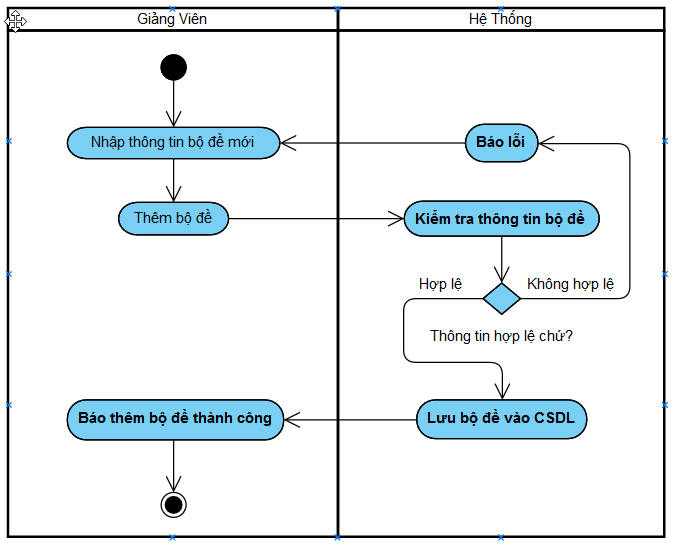 Giảng Viên
Hệ Thống
Nhập thông tin bộ đề mới
Báo lỗi
Thêm bộ đề
Kiểm tra thông tin bộ đề
Hợp lệ
Không hợp lệ
Thông tin hợp lệ chứ?
Báo thêm bộ đề thành công
Lưu bộ đề vào CSDL